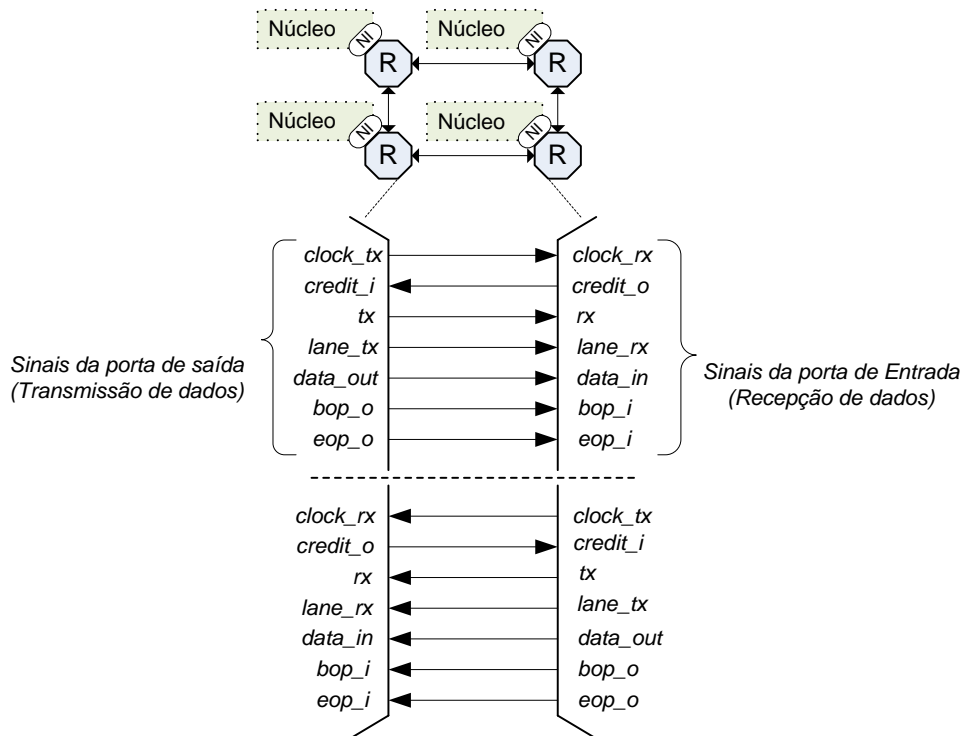 Núcleo
NI
R
Núcleo
NI
R
Núcleo
NI
R
Núcleo
NI
R
clock_tx
clock_rx
credit_i
credit_o
tx
rx
lane_tx
lane_rx
data_out
data_in
bop_o
bop_i
eop_o
eop_i
Sinais da porta de saída
(Transmissão de dados)
Sinais da porta de Entrada
(Recepção de dados)
clock_rx
clock_tx
credit_o
credit_i
rx
tx
lane_rx
lane_tx
data_in
data_out
bop_i
bop_o
eop_i
eop_o